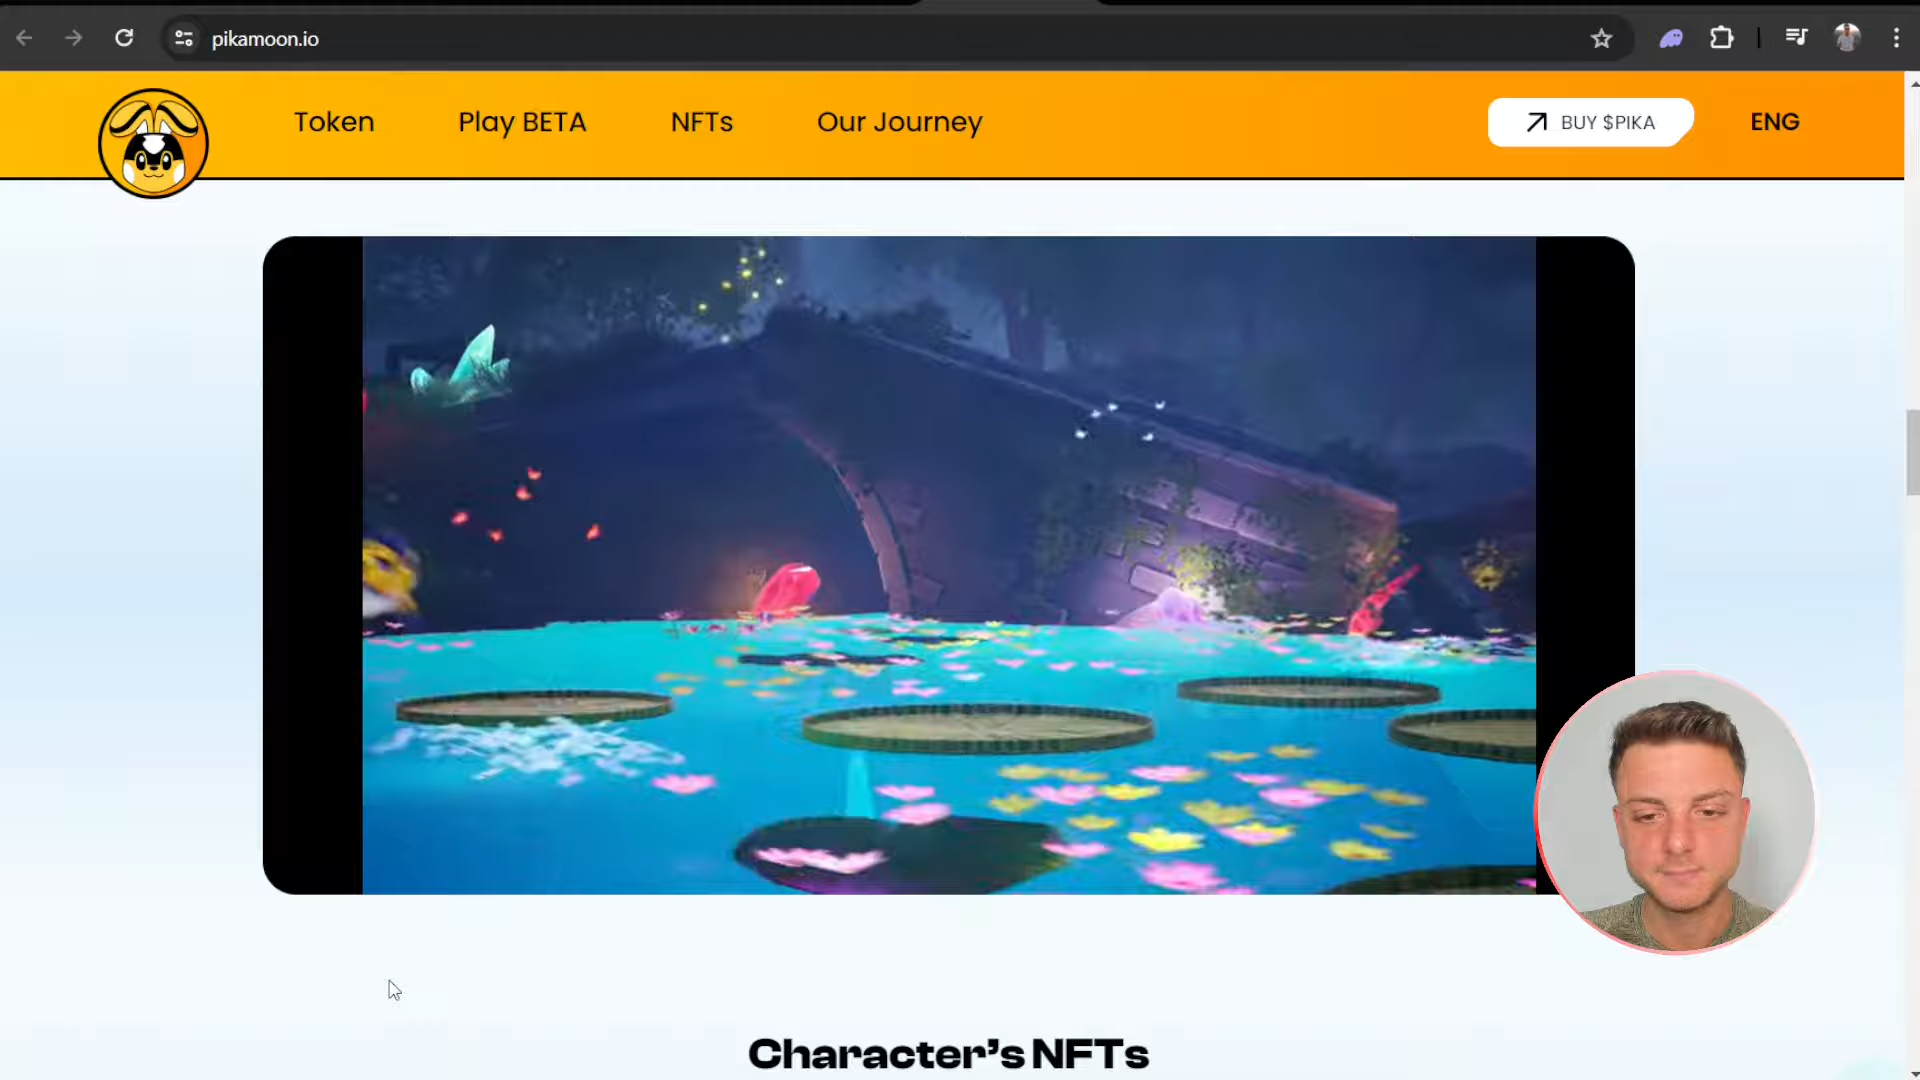 pikamoon.io
Token
Play BETA
NFTs
Our Journey
BUY $PIKA
ENG
Character's NFTs